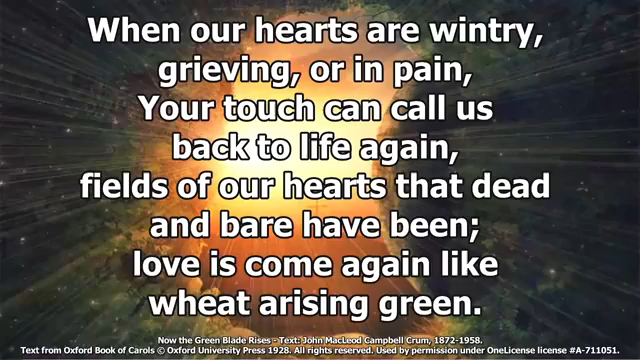 When our hearts are wintry,
grieving, or in pain,
Your touch can call us
back to life again,
fields of our hearts that dead
and bare have been;
love is come again like
wheat arising green.
Now the Green Blade Rises - Text: John MacLeod Campbell Crum, 1872-1958.
Text from Oxford Book of Carols © Oxford University Press 1928. All rights reserved. Used by permission under OneLicense license #A-711051.